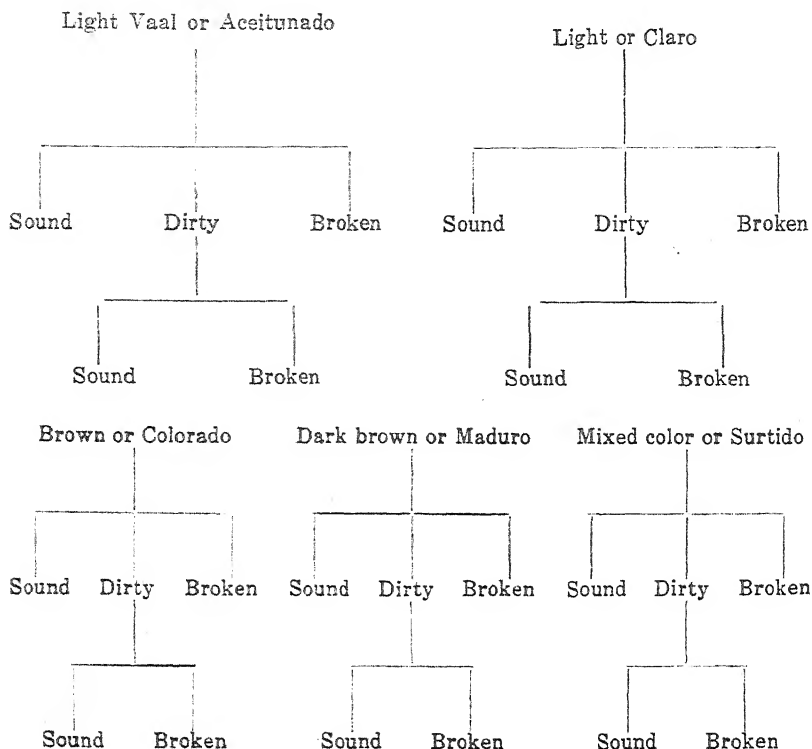 Light Vaal or Aceitunado
Light or Claro
Sound Dirty Broken
Sound Dirty Broken
Sound Broken
Sound Broken
Brown or Colorado
Dark brown or Maduro
Mixed color or Surtido
Sound Dirty Broken
Sound Dirty Broken
Sound Dirty Broken
Sound Broken
Sound Broken
Sound Broken